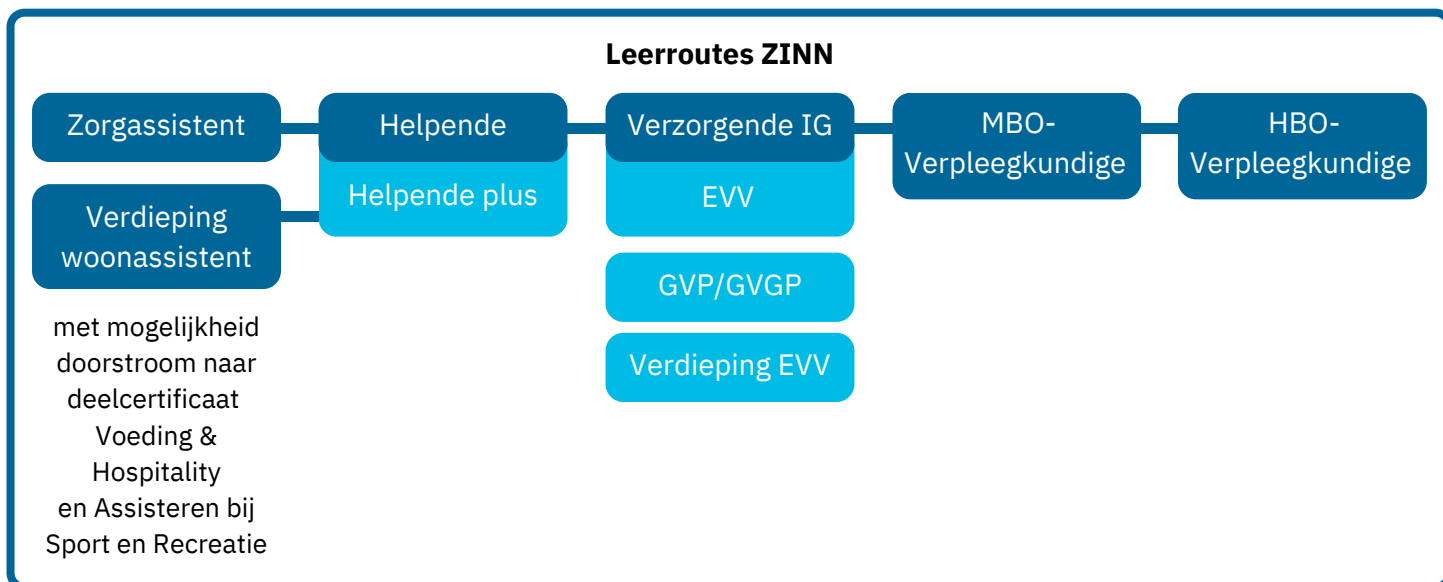 Leerroutes ZINN
Zorgassistent
Helpende
Verzorgende IG
MBO-
Verpleegkundige
HBO-
Verpleegkundige
Helpende plus
EVV
Verdieping
woonassistent
GVP/GVGP
Verdieping EVV
met mogelijkheid
doorstroom naar
deelcertificaat
Voeding &
Hospitality
en Assisteren bij
Sport en Recreatie